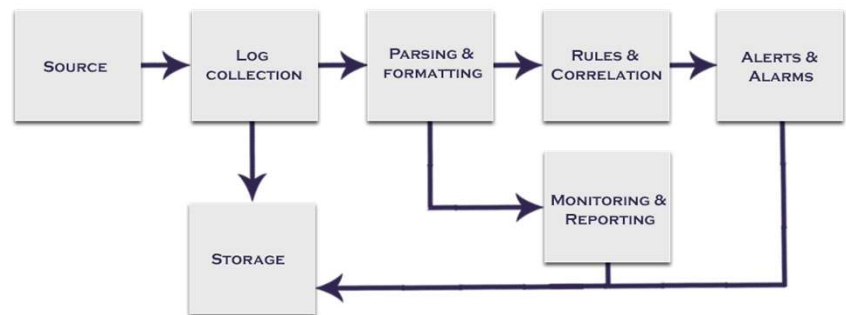 SOURCE
LOG
COLLECTION
PARSING &
FORMATTING
RULES &
CORRELATION
ALERTS &
ALARMS
MONITORING &
REPORTING
STORAGE